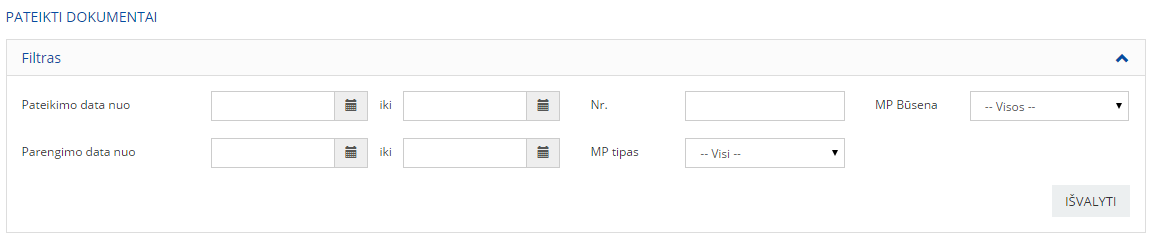 PATEIKTI DOKUMENTAI
Filtras
Pateikimo data nuo iki Nr. MP Būsena -- Visos --
Parengimo data nuo iki MP tipas -- Visi --
IŠVALYTI